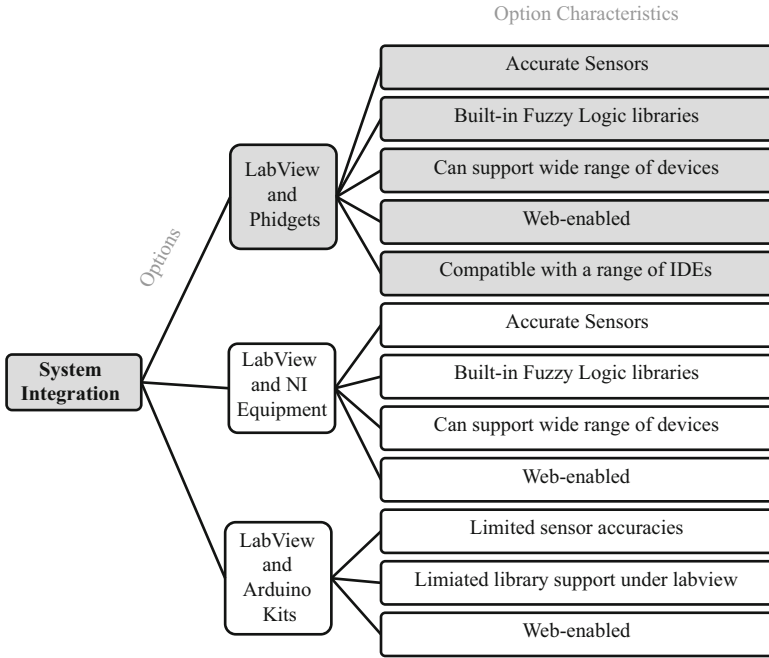 Option Characteristics
Options
System
Integration
LabView
and
Phidgets
Accurate Sensors
Built-in Fuzzy Logic libraries
Can support wide range of devices
Web-enabled
Compatible with a range of IDEs
LabView
and NI
Equipment
Accurate Sensors
Built-in Fuzzy Logic libraries
Can support wide range of devices
Web-enabled
LabView
and
Arduino
Kits
Limited sensor accuracies
Limiated library support under labview
Web-enabled